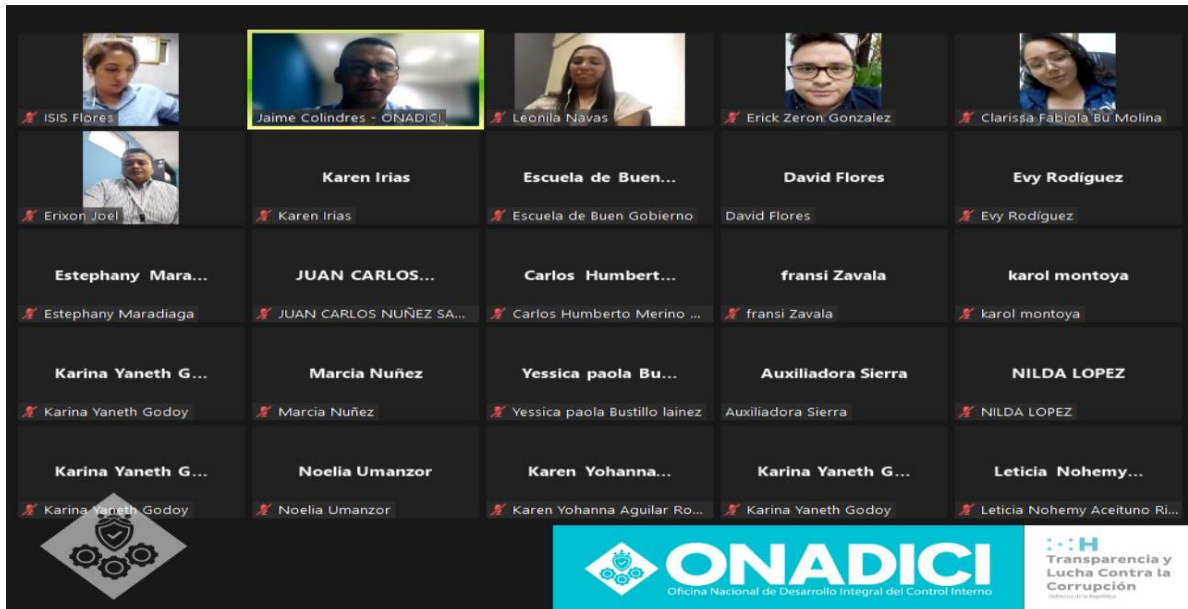 ISIS Flores
Jaime Colindres - ONADICI
Leonila Navas
Erick Zeron Gonzalez
Clarissa Fabiola Bu Molina
Erixon Joel
Karen Irias
Karen Irias
Escuela de Buen...
Escuela de Buen Gobierno
David Flores
David Flores
Evy Rodíguez
Evy Rodíguez
Estephany Mara...
Estephany Maradiaga
JUAN CARLOS...
JUAN CARLOS NUÑEZ SA...
Carlos Humbert...
Carlos Humberto Merino ...
fransi Zavala
fransi Zavala
karol montoya
karol montoya
Karina Yaneth G...
Karina Yaneth Godoy
Marcia Nuñez
Marcia Nuñez
Yessica paola Bu...
Yessica paola Bustillo lainez
Auxiliadora Sierra
Auxiliadora Sierra
NILDA LOPEZ
NILDA LOPEZ
Karina Yaneth G...
Karina Yaneth Godoy
Noelia Umanzor
Noelia Umanzor
Karen Yohanna...
Karen Yohanna Aguilar Ro...
Karina Yaneth G...
Karina Yaneth Godoy
Leticia Nohemy...
Leticia Nohemy Aceituno Ri...
ONADICI
Oficina Nacional de Desarrollo Integral del Control Interno
H
Transparencia y
Lucha Contra la
Corrupción
Gobierno de la República